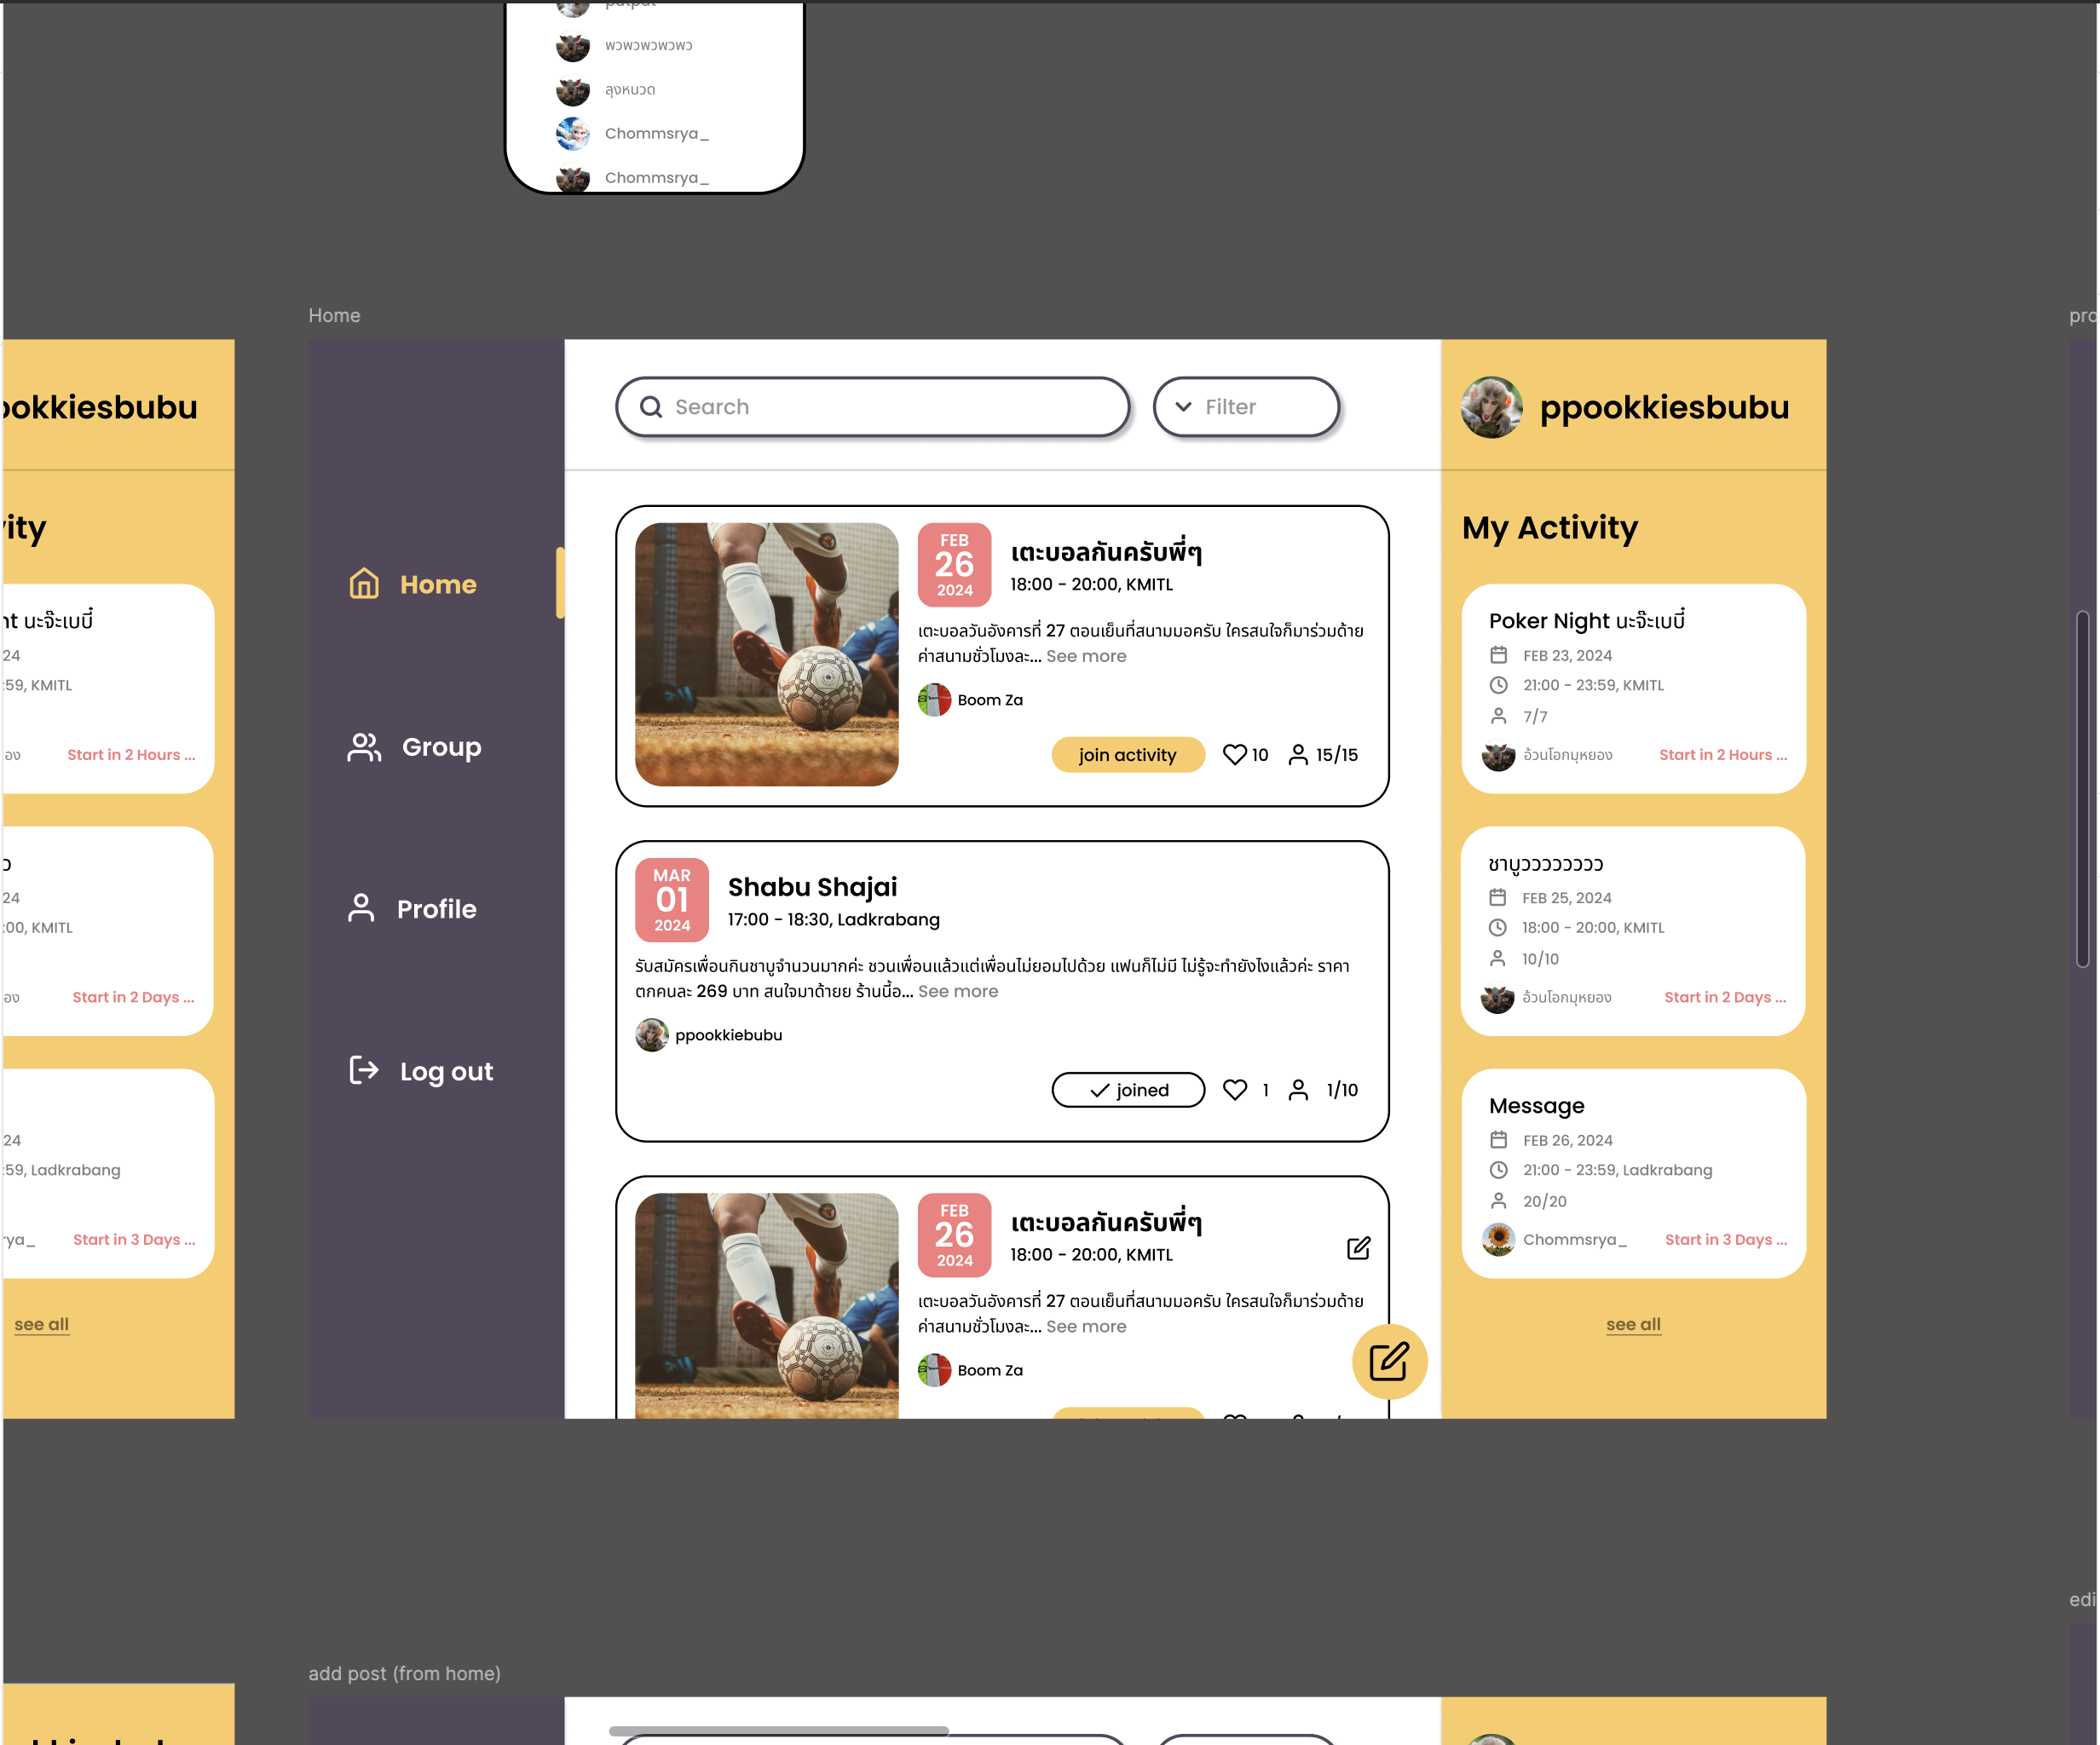 พวพวพวพวพว
ลุงหนวด
Chommsrya_
Chommsrya_
Home
ppookkiesbubu
Search
Filter
Home
Group
Profile
Log out
FEB
26
2024
เตะบอลกันครับพี่ๆ
18:00 - 20:00, KMITL
เตะบอลวันอังคารที่ 27 ตอนเย็นที่สนามมอครับ ใครสนใจก็มาร่วมด้าย
ค่าสนามชั่วโมงละ... See more
Boom Za
join activity
10
15/15
MAR
01
2024
Shabu Shajai
17:00 - 18:30, Ladkrabang
รับสมัครเพื่อนกินชาบูจำนวนมากค่ะ ชวนเพื่อนแล้วแต่เพื่อนไม่ยอมไปด้วย แฟนก็ไม่มี ไม่รู้จะทำยังไงแล้วค่ะ ราคา
ตกคนละ 269 บาท สนใจมาด้ายย ร้านนี้อ... See more
ppookkiebubu
joined
1
1/10
FEB
26
2024
เตะบอลกันครับพี่ๆ
18:00 - 20:00, KMITL
เตะบอลวันอังคารที่ 27 ตอนเย็นที่สนามมอครับ ใครสนใจก็มาร่วมด้าย
ค่าสนามชั่วโมงละ... See more
Boom Za
My Activity
Poker Night นะจ๊ะเบบี๋
FEB 23, 2024
21:00 - 23:59, KMITL
7/7
อ้วนโอกมุหยอง
Start in 2 Hours ...
ชาบูววววววววว
FEB 25, 2024
18:00 - 20:00, KMITL
10/10
อ้วนโอกมุหยอง
Start in 2 Days ...
Message
FEB 26, 2024
21:00 - 23:59, Ladkrabang
20/20
Chommsrya_
Start in 3 Days ...
see all
ookkiesbubu
ity
nt นะจ๊ะเบบี๋
24
:59, KMITL
อง
Start in 2 Hours ...
24
:00, KMITL
อง
Start in 2 Days ...
24
:59, Ladkrabang
rya_
Start in 3 Days ...
see all
add post (from home)
pro
edi